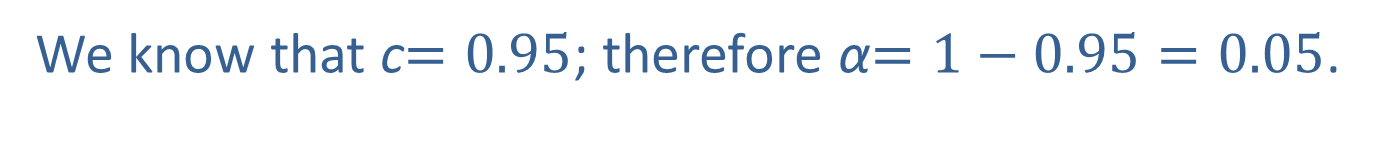 We know that c= 0.95; therefore α= 1 − 0.95 = 0.05.